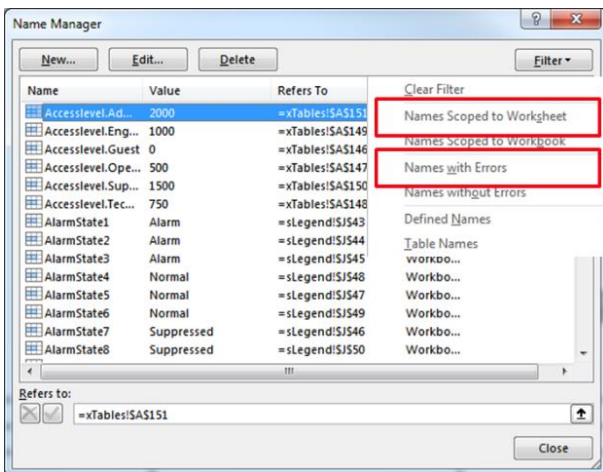 Name Manager
New... Edit... Delete Filter
Name Value Refers To
Clear Filter
Names Scoped to Worksheet
Names Scoped to Workbook
Names with Errors
Names without Errors
Defined Names
Table Names
Accesslevel.Ad... 2000 =xTables!$A$151
Accesslevel.Eng... 1000 =xTables!$A$149
Accesslevel.Guest 0 =xTables!$A$146
Accesslevel.Ope... 500 =xTables!$A$147
Accesslevel.Sup... 1500 =xTables!$A$150
Accesslevel.Tec... 750 =xTables!$A$148
AlarmState1 Alarm =sLegend!$J$43
AlarmState2 Alarm =sLegend!$J$44
AlarmState3 Alarm =sLegend!$J$45 Workbo...
AlarmState4 Normal =sLegend!$J$48 Workbo...
AlarmState5 Normal =sLegend!$J$47 Workbo...
AlarmState6 Normal =sLegend!$J$49 Workbo...
AlarmState7 Suppressed =sLegend!$J$46 Workbo...
AlarmState8 Suppressed =sLegend!$J$50 Workbo...
Refers to:
=xTables!$A$151
Close